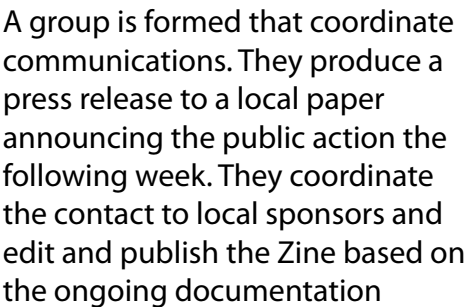 A group is formed that coordinate
communications. They produce a
press release to a local paper
announcing the public action the
following week. They coordinate
the contact to local sponsors and
edit and publish the Zine based on
the ongoing documentation